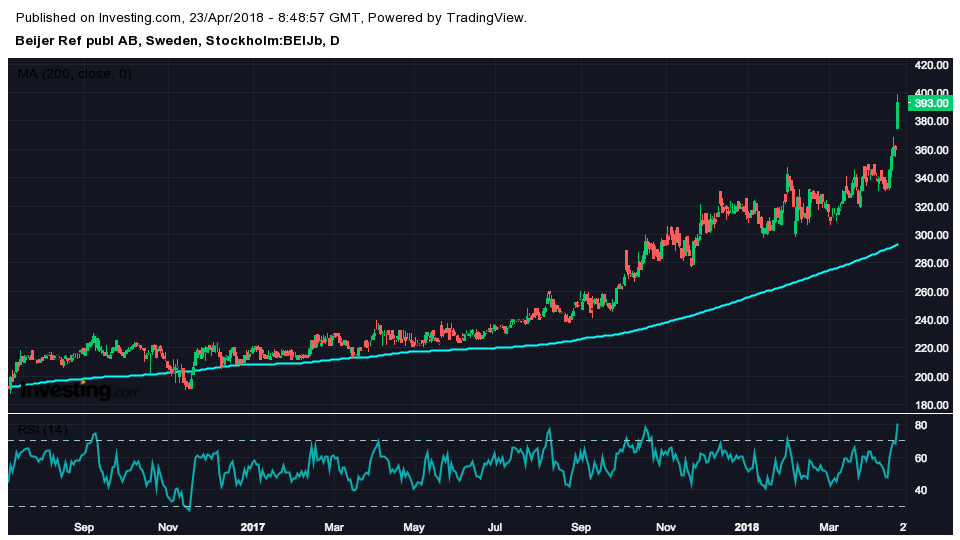 Published on Investing.com, 23/Apr/2018 - 8:48:57 GMT, Powered by TradingView.
Beijer Ref publ AB, Sweden, Stockholm:BEIJb, D
MA (200, close, 0)
420.00
400.00
393.00
380.00
360.00
340.00
320.00
300.00
280.00
260.00
240.00
220.00
200.00
180.00
Investing.com
RSI (14)
80
60
40
Sep Nov 2017 Mar May Jul Sep Nov 2018 Mar